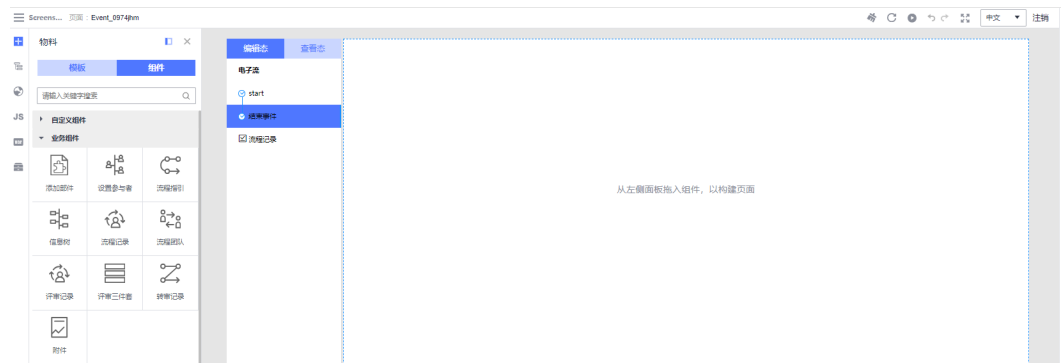 Screens... 页面 : Event_0974jhm 中文 注销
物料
模板 组件
请输入关键字搜索
JS
自定义组件
业务组件
添加部件 设置参与者 流程指引
信息树 流程记录 流程团队
评审记录 评审三件套 转审记录
附件
编辑态 查看态
电子流
start
结束事件
流程记录
从左侧面板拖入组件，以构建页面